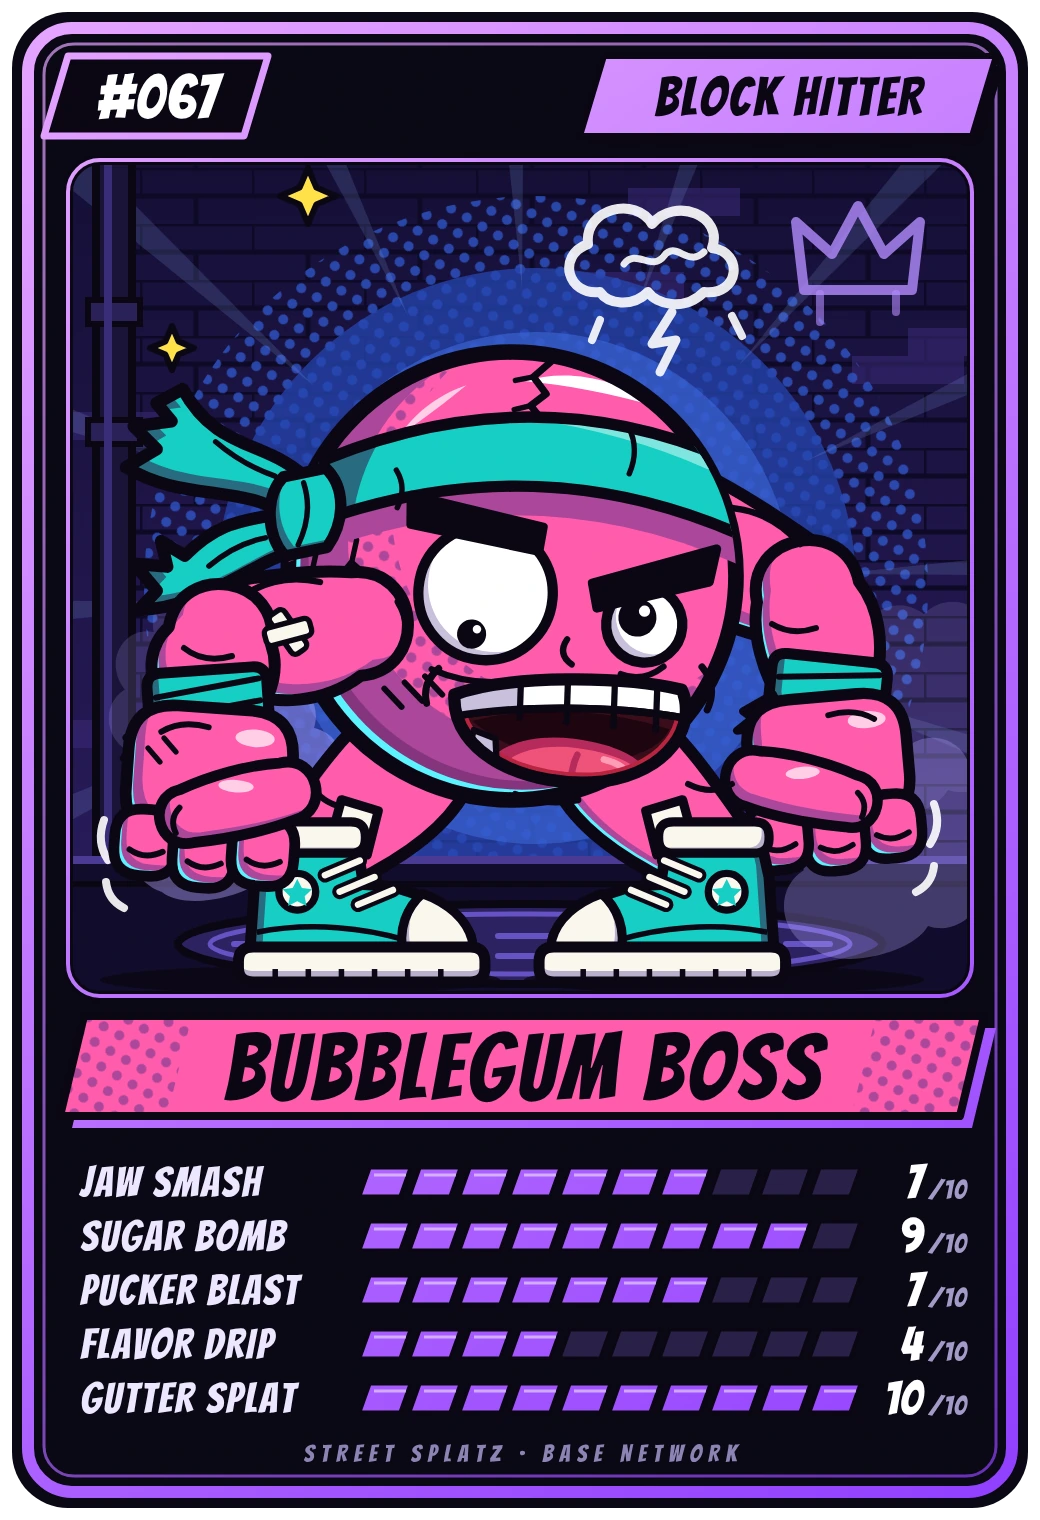 #067
BLOCK HITTER
BUBBLEGUM BOSS
JAW SMASH 7/10
SUGAR BOMB 9/10
PUCKER BLAST 7/10
FLAVOR DRIP 4/10
GUTTER SPLAT 10/10
STREET SPLATZ · BASE NETWORK